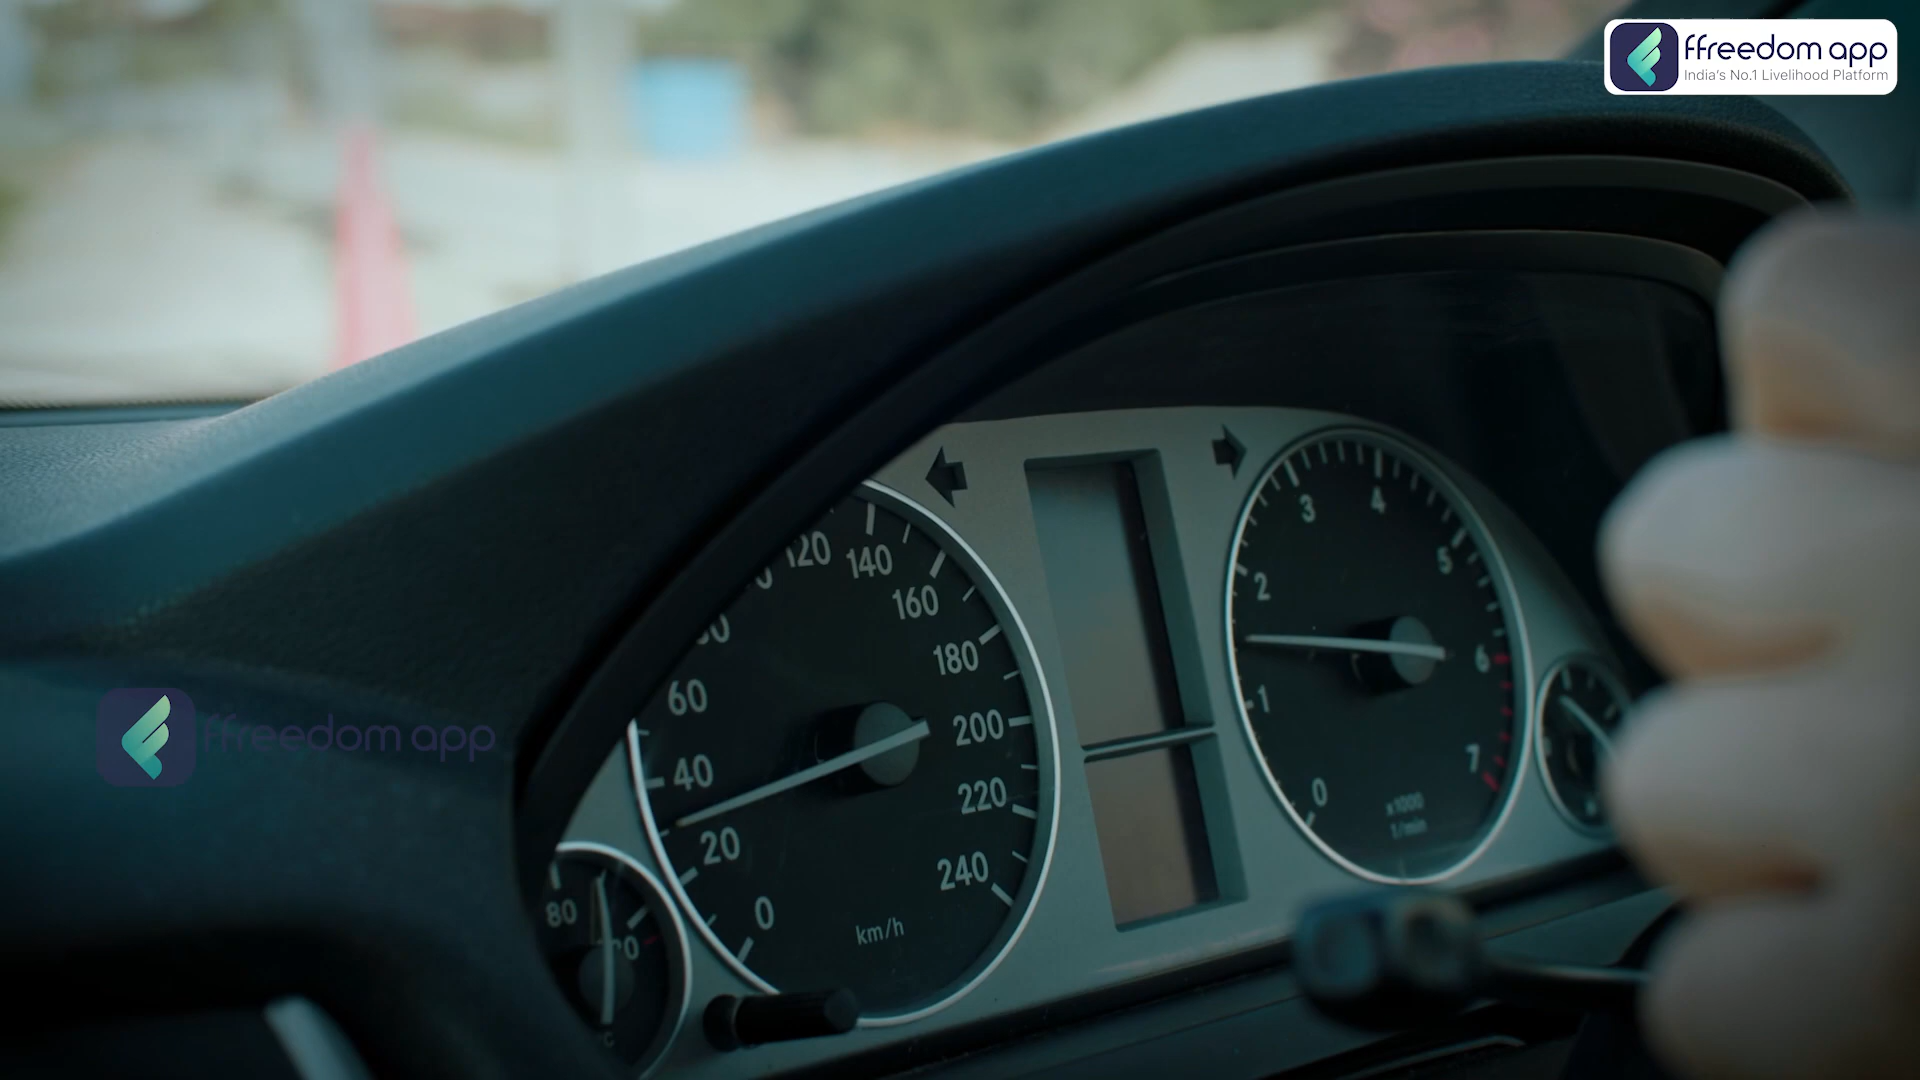 ffreedom app
India's No.1 Livelihood Platform
120
140
160
180
200
220
240
60
40
20
0
km/h
80
°C
ffreedom app
0
1
2
3
4
5
6
7
x1000
1/min